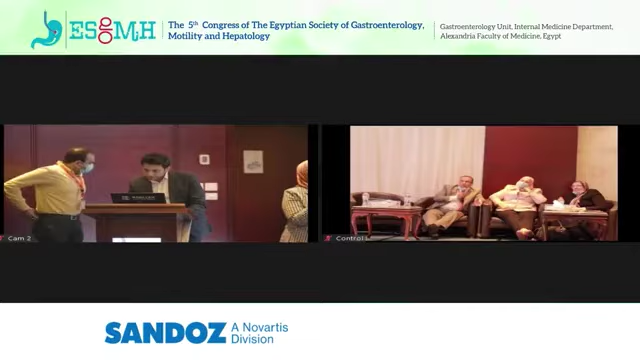 ESgMH
The 5th Congress of The Egyptian Society of Gastroenterology,
Motility and Hepatology
Gastroenterology Unit, Internal Medicine Department,
Alexandria Faculty of Medicine, Egypt
Cam 2
Control
SANDOZ
A Novartis
Division